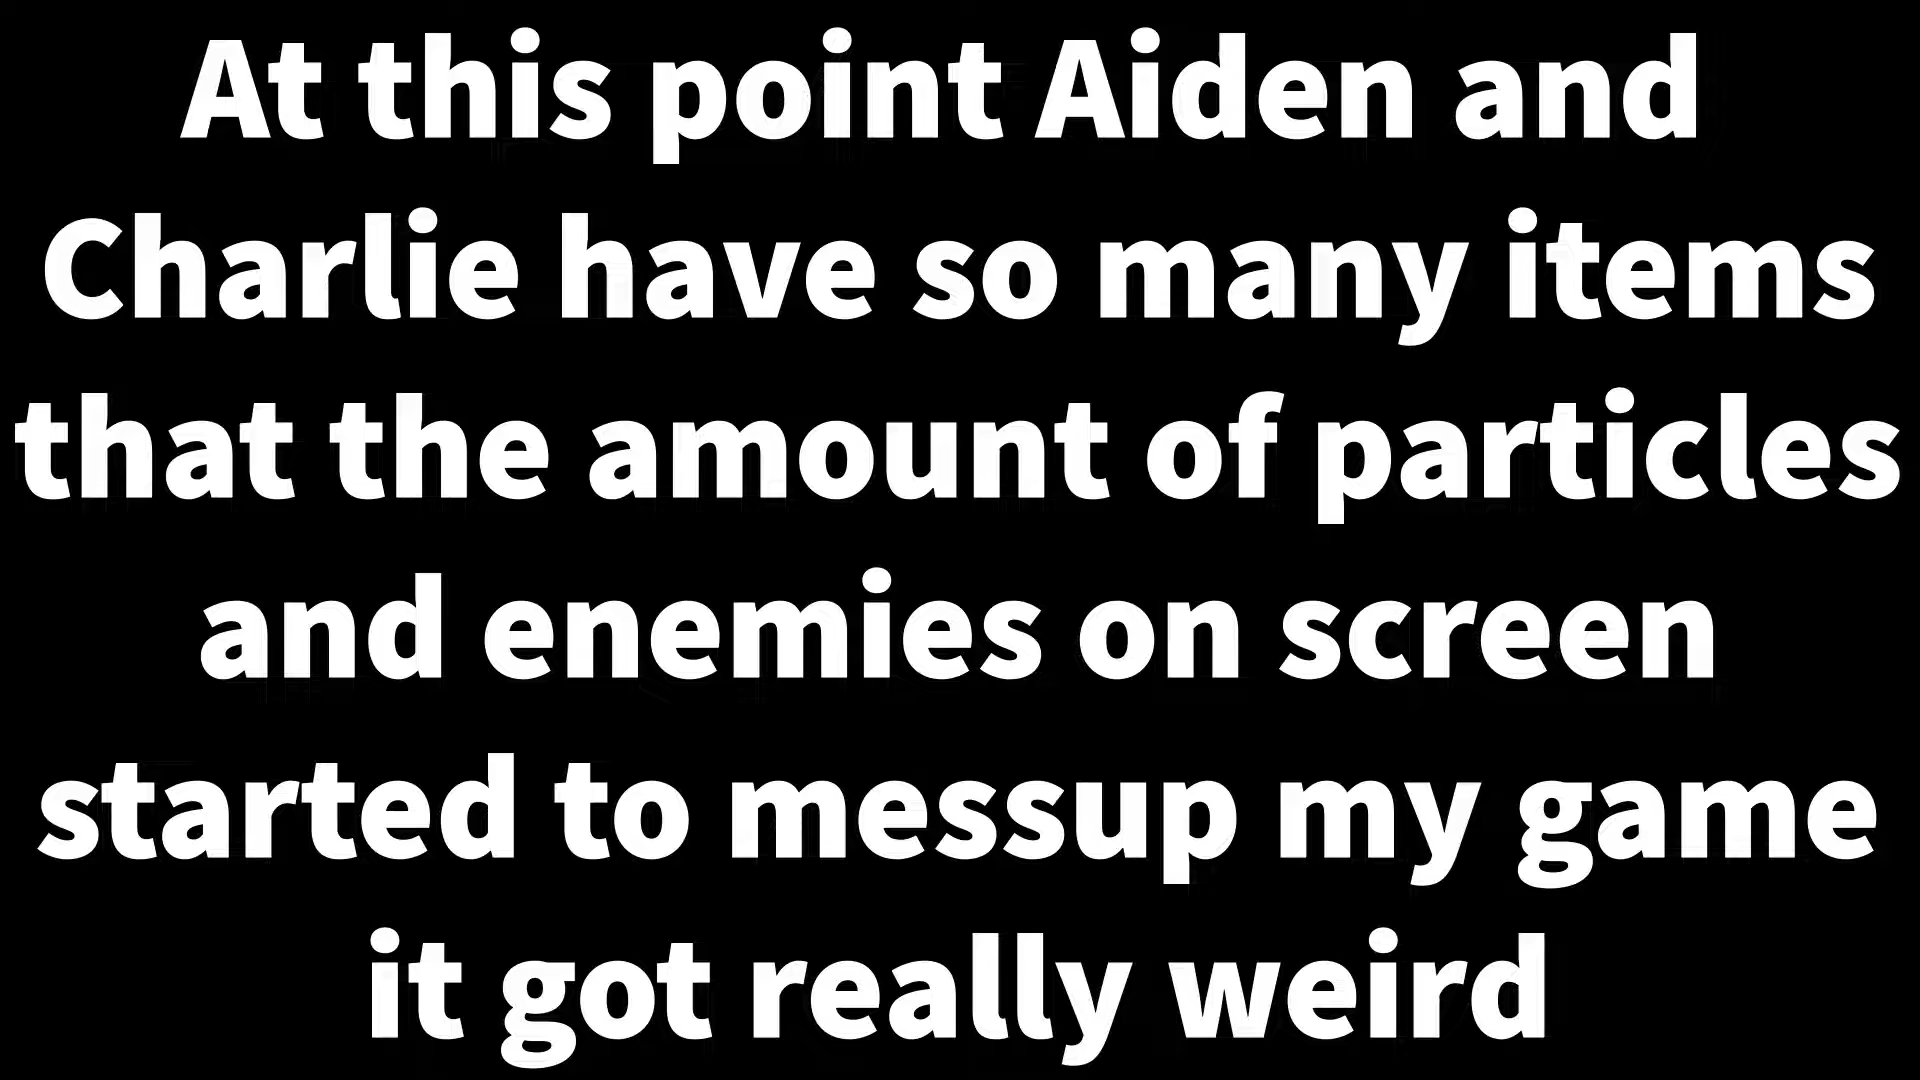 At this point Aiden and
Charlie have so many items
that the amount of particles
and enemies on screen
started to messup my game
it got really weird